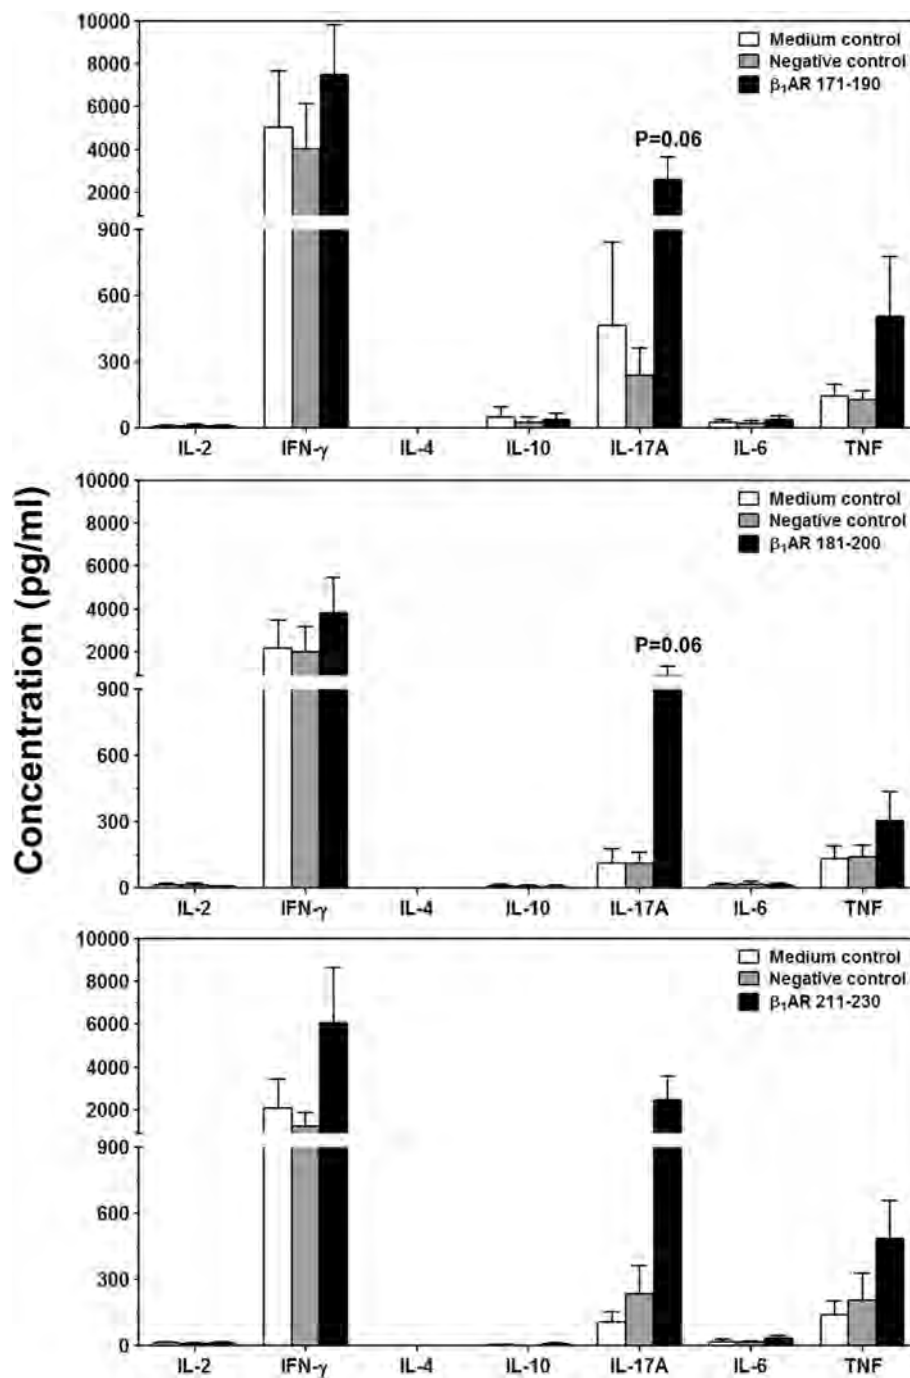 Concentration (pg/ml)
10000
8000
6000
4000
2000
900
600
300
0
Medium control
Negative control
β₁AR 171-190
P=0.06
IL-2 IFN-γ IL-4 IL-10 IL-17A IL-6 TNF
10000
8000
6000
4000
2000
900
600
300
0
Medium control
Negative control
β₁AR 181-200
P=0.06
IL-2 IFN-γ IL-4 IL-10 IL-17A IL-6 TNF
10000
8000
6000
4000
2000
900
600
300
0
Medium control
Negative control
β₁AR 211-230
IL-2 IFN-γ IL-4 IL-10 IL-17A IL-6 TNF